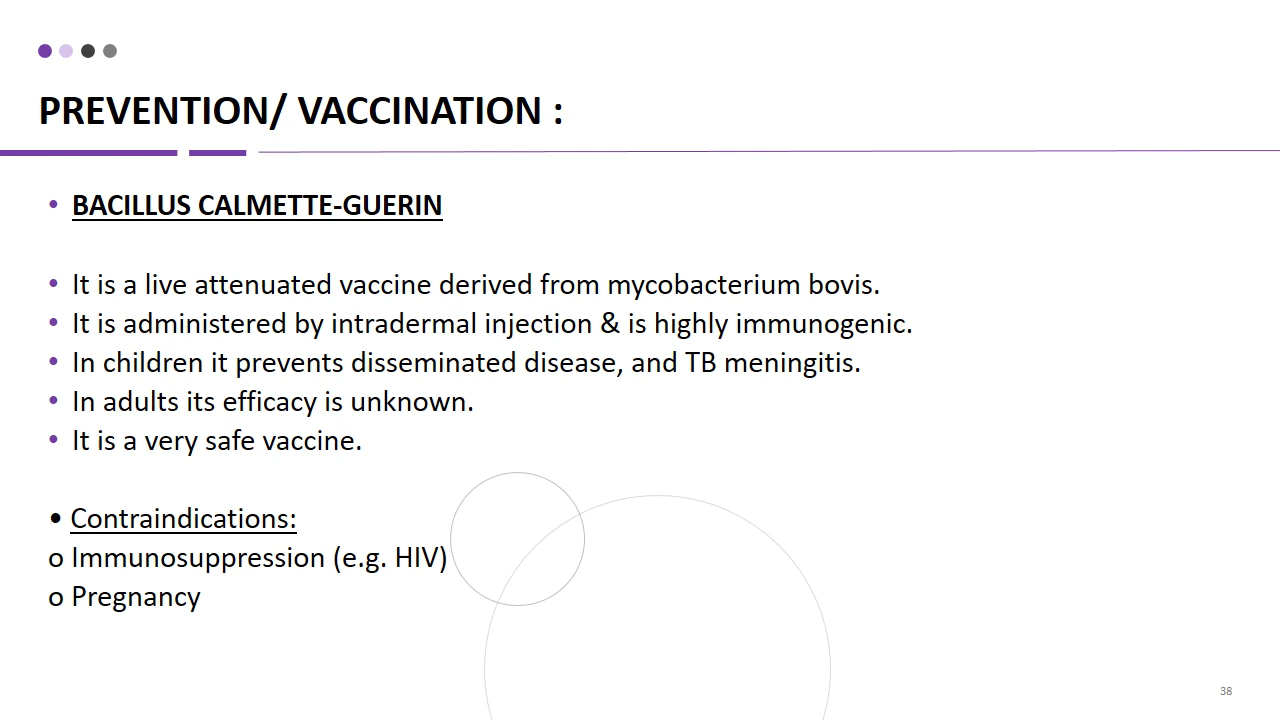 PREVENTION/ VACCINATION :
• BACILLUS CALMETTE-GUERIN
• It is a live attenuated vaccine derived from mycobacterium bovis.
• It is administered by intradermal injection & is highly immunogenic.
• In children it prevents disseminated disease, and TB meningitis.
• In adults its efficacy is unknown.
• It is a very safe vaccine.
• Contraindications:
o Immunosuppression (e.g. HIV)
o Pregnancy
38